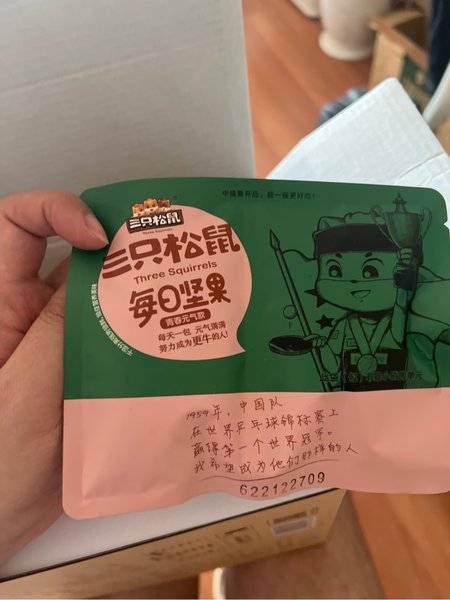 三只松鼠
Three Squirrels
三只松鼠
Three Squirrels
每日坚果
青春元气款
每天一包 元气满满
努力成为更牛的人!
1959年，中国队
在世界乒乓球锦标赛上
赢得第一个世界冠军。
我希望成为他们那样的人
622122709